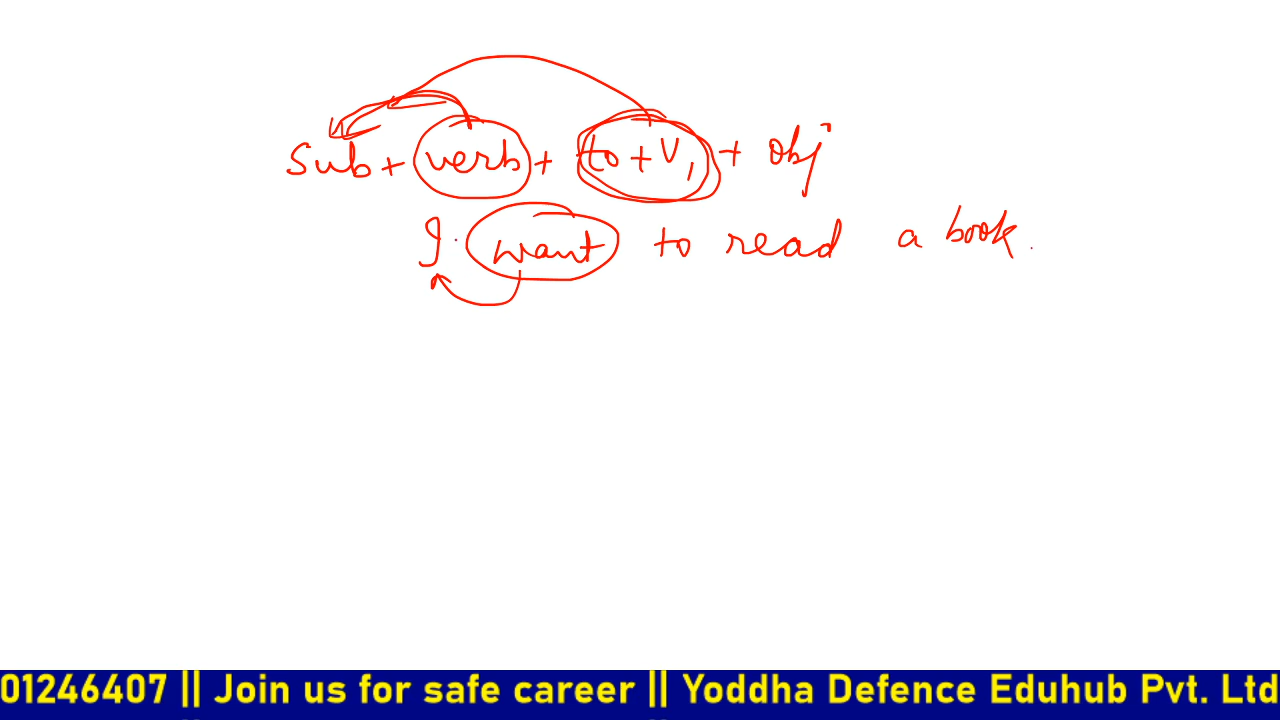 Sub + verb + to + V1 + obj
I want to read a book.
01246407 || Join us for safe career || Yoddha Defence Eduhub Pvt. Ltd